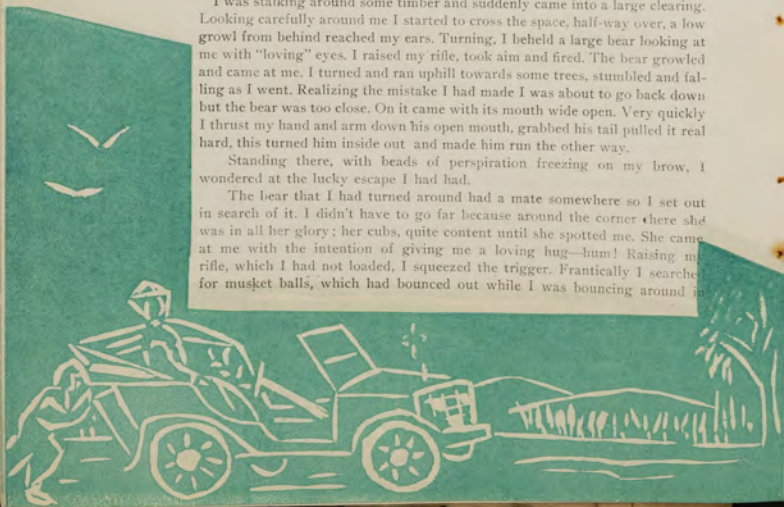 I was stalking around some timber and suddenly came into a large clearing.
Looking carefully around me I started to cross the space, half-way over, a low
growl from behind reached my ears. Turning, I beheld a large bear looking at
me with "loving" eyes. I raised my rifle, took aim and fired. The bear growled
and came at me. I turned and ran uphill towards some trees, stumbled and fal-
ling as I went. Realizing the mistake I had made I was about to go back down
but the bear was too close. On it came with its mouth wide open. Very quickly
I thrust my hand and arm down his open mouth, grabbed his tail pulled it real
hard, this turned him inside out and made him run the other way.
Standing there, with beads of perspiration freezing on my brow, I
wondered at the lucky escape I had had.
The bear that I had turned around had a mate somewhere so I set out
in search of it. I didn't have to go far because around the corner there she
was in all her glory; her cubs, quite content until she spotted me. She came
at me with the intention of giving me a loving hug—hum! Raising my
rifle, which I had not loaded, I squeezed the trigger. Frantically I searched
for musket balls, which had bounced out while I was bouncing around in